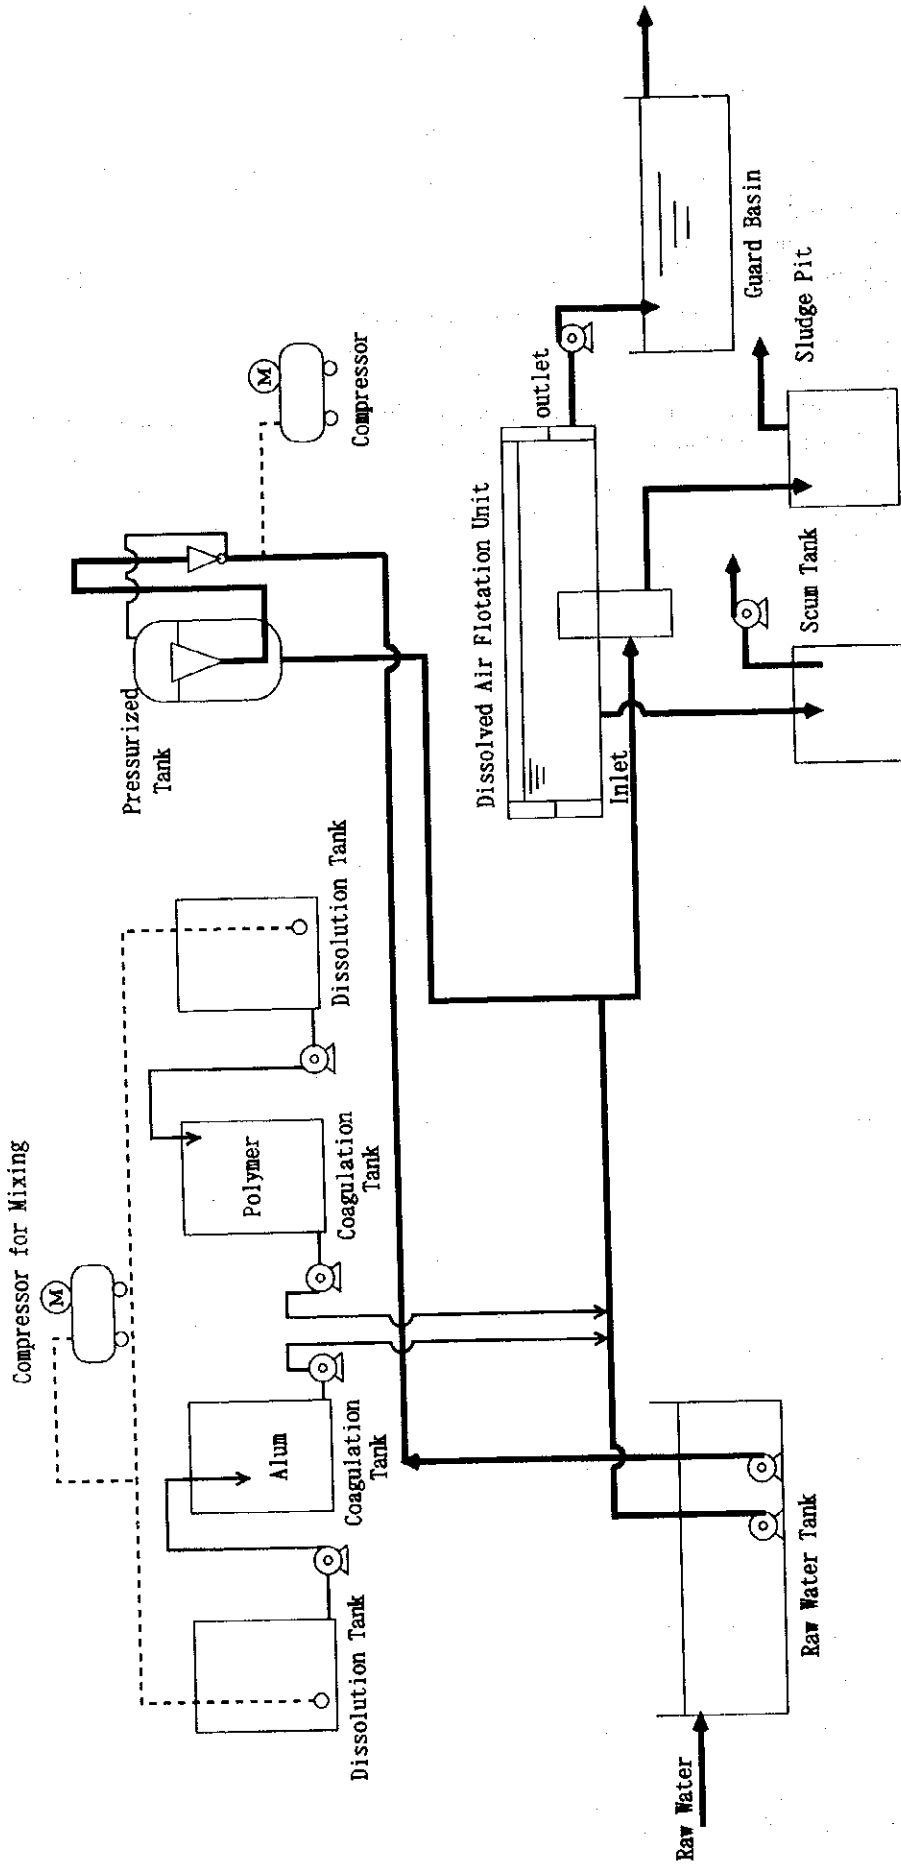 Compressor for Mixing
M
Dissolution Tank
Alum
Coagulation
Tank
Polymer
Coagulation
Tank
Dissolution Tank
Pressurized
Tank
M
Compressor
Raw Water
Raw Water Tank
Dissolved Air Flotation Unit
Inlet
outlet
Scum Tank
Sludge Pit
Guard Basin